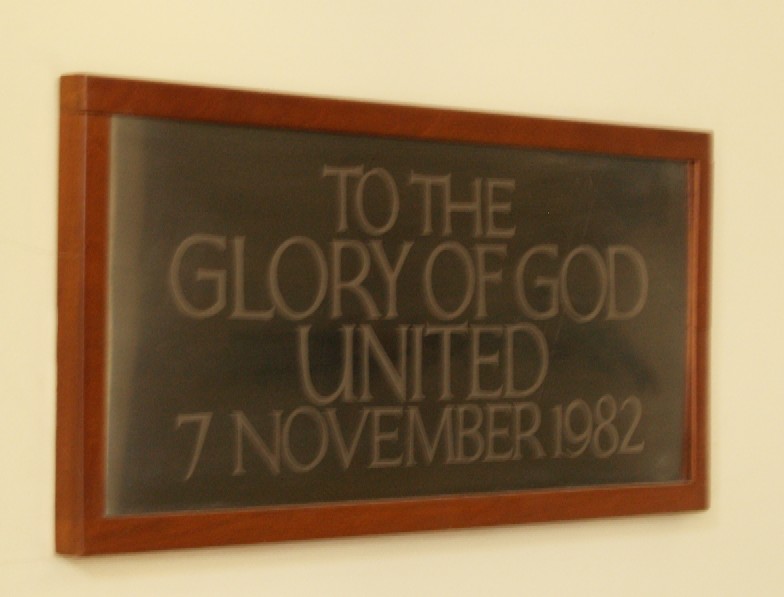 TO THE
GLORY OF GOD
UNITED
7 NOVEMBER 1982